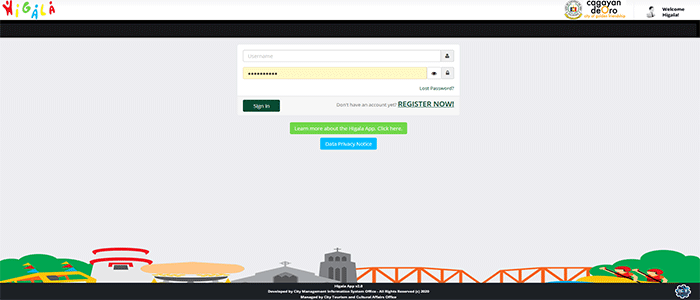 HiGALA
cagayan
deOro
city of golden friendship
Welcome
Higala!
Username
••••••••••
Lost Password?
Sign in
Don't have an account yet? REGISTER NOW!
Learn more about the Higala App. Click here.
Data Privacy Notice
Higala App v2.0
Developed by City Management Information System Office - All Rights Reserved (c) 2020
Managed by City Tourism and Cultural Affairs Office